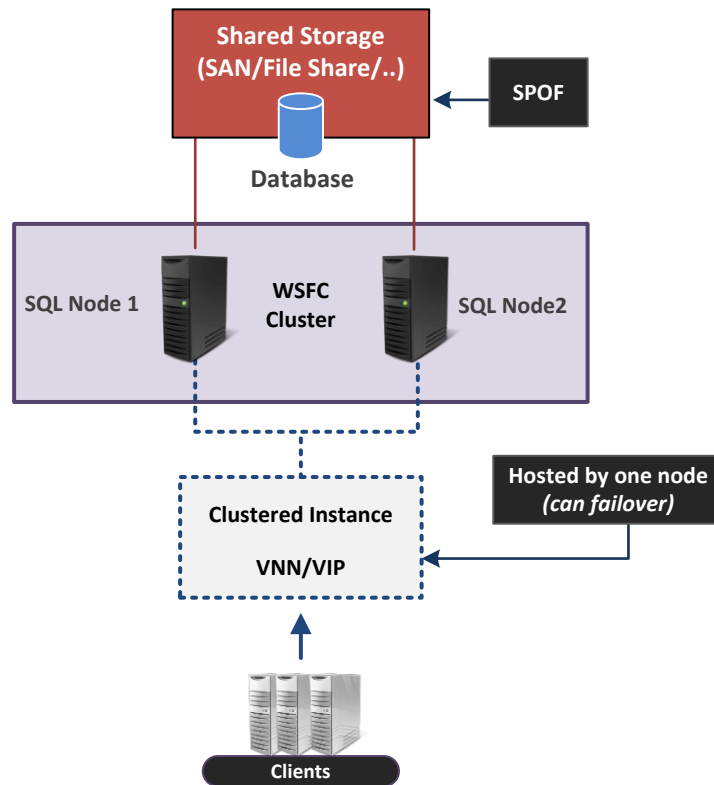 Shared Storage
(SAN/File Share/..)
SPOF
Database
SQL Node 1
WSFC
Cluster
SQL Node2
Hosted by one node
(can failover)
Clustered Instance
VNN/VIP
Clients